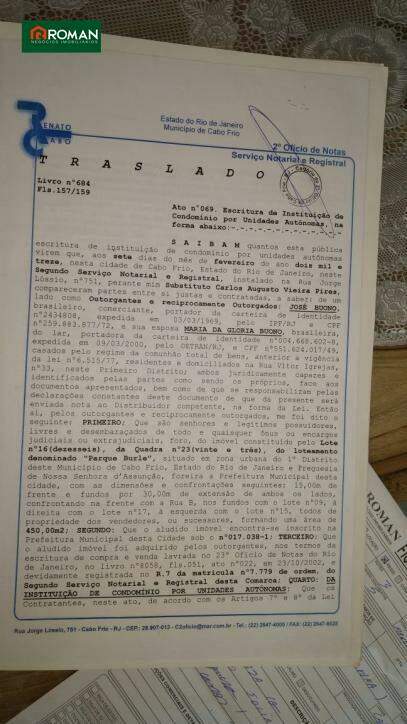 ROMAN
NEGÓCIOS IMOBILIÁRIOS
Estado do Rio de Janeiro
Município de Cabo Frio
RENATO
CABO
2º Ofício de Notas
Serviço Notarial e Registral
T R A S L A D O
Livro nº684
Fls.157/159
Ato nº069. Escritura de Instituição de
Condomínio por Unidades Autônomas, na
forma abaixo:-.-.-.-.-.-.-.-.-.-.-.-.-
S A I B A M quantos esta pública
escritura de instituição de condomínio por unidades autônomas
virem que, aos sete dias do mês de fevereiro do ano dois mil e
treze, nesta cidade de Cabo Frio, Estado do Rio de Janeiro, neste
Segundo Serviço Notarial e Registral, instalado na Rua Jorge
Lóssio, nº751, perante mim Substituto Carlos Augusto Vieira Pires,
compareceram partes entre si justas e contratadas, a saber: de um
lado como Outorgantes e reciprocamente Outorgados: JOSÉ BUONO,
brasileiro, comerciante, portador da carteira de identidade
nº2434808, expedida em 03/03/1969, pelo IPF/RJ e CPF
nº259.883.877/72, e sua esposa MARIA DA GLORIA BUONO, brasileira,
do lar, portadora da carteira de identidade nº004.668.602-8,
expedida em 09/03/2000, pelo DETRAN/RJ, e CPF nº551.624.017/49,
casados pelo regime da comunhão total de bens, anterior a vigência
da lei nº6.515/77, residentes e domiciliados na Rua Vitor Igrejas,
nº33, neste Primeiro Distrito; ambos juridicamente capazes e
identificados pelas partes como sendo os próprios, face aos
documentos apresentados, bem como de que se responsabilizam pelas
declarações constantes deste documento de que da presente será
enviada nota ao Distribuidor competente, na forma da Lei. Então
aí, pelos outorgantes e reciprocamente outorgados, me foi dito o
seguinte: PRIMEIRO: Que são senhores e legítimos possuidores,
livres e desembaraçados de todo e quaisquer ônus ou encargos
judiciais ou extrajudiciais, foro, do imóvel constituído pelo Lote
nº16(dezesseis), da Quadra nº23(vinte e três), do loteamento
denominado "Parque Burle", situado em zona urbana do 1º Distrito
deste Município de Cabo Frio, Estado do Rio de Janeiro e Freguesia
de Nossa Senhora d'Assunção, foreira a Prefeitura Municipal desta
cidade, com as dimensões e confrontações seguintes: 15,00m de
frente e fundos por 30,00m de extensão de ambos os lados,
confrontando na frente com a Rua B, nos fundos com o lote nº09, à
direita com o lote nº17, à esquerda com o lote nº15, todos de
propriedade dos vendedores, ou sucessores, formando uma área de
450,00m2; SEGUNDO: Que o aludido imóvel encontra-se inscrito na
Prefeitura Municipal desta Cidade sob o nº017.038-1; TERCEIRO: Que
o aludido imóvel foi adquirido pelos outorgantes, nos termos da
escritura de compra e venda lavrada no 23º Ofício de Notas do Rio
de Janeiro, no livro nº8058, fls.051, ato nº022, em 23/10/2002, e
devidamente registrada no R.7 da matrícula nº7.779 de ordem, do
Segundo Serviço Notarial e Registral desta Comarca; QUARTO: DA
INSTITUIÇÃO DE CONDOMÍNIO POR UNIDADES AUTÔNOMAS: Que os
Contratantes, neste ato, de acordo com os Artigos 7º e 8º da Lei
Rua Jorge Lóssio, 751 - Cabo Frio - RJ - CEP: 28.907-013 - C2oficio@mar.com.br - Tel.: (22) 2647-4000 / FAX: (22) 2647-6525
ROMAN